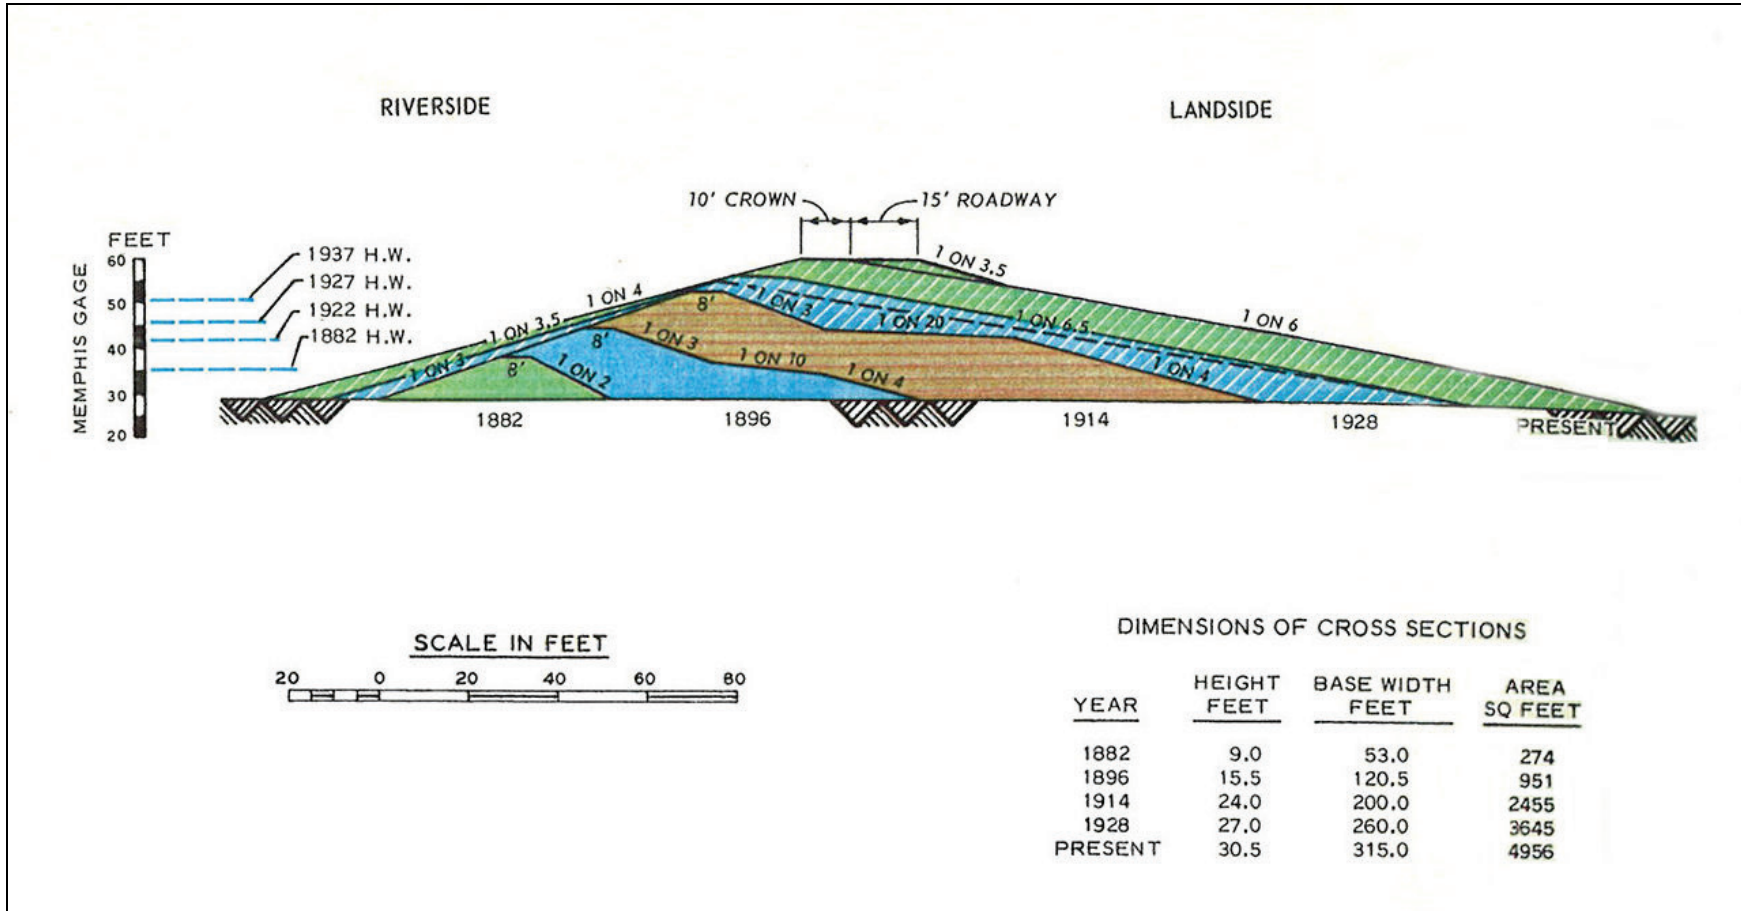 RIVERSIDE
LANDSIDE
10' CROWN
15' ROADWAY
FEET
MEMPHIS GAGE
60
50
40
30
20
1937 H.W.
1927 H.W.
1922 H.W.
1882 H.W.
1 ON 3.5
1 ON 4
1 ON 3.5
1 ON 3
8'
1 ON 2
8'
1 ON 3
1 ON 10
1 ON 4
8'
1 ON 3
1 ON 20
1 ON 4
1 ON 6.5
1 ON 6
1882
1896
1914
1928
PRESENT
SCALE IN FEET
20 0 20 40 60 80
DIMENSIONS OF CROSS SECTIONS
YEAR HEIGHT FEET BASE WIDTH FEET AREA SQ FEET
1882 9.0 53.0 274
1896 15.5 120.5 951
1914 24.0 200.0 2455
1928 27.0 260.0 3645
PRESENT 30.5 315.0 4956